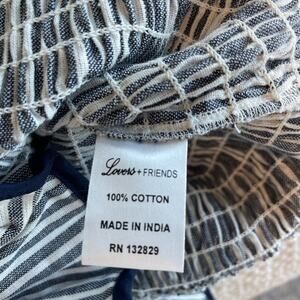 Lovers + FRIENDS
100% COTTON
MADE IN INDIA
RN 132829